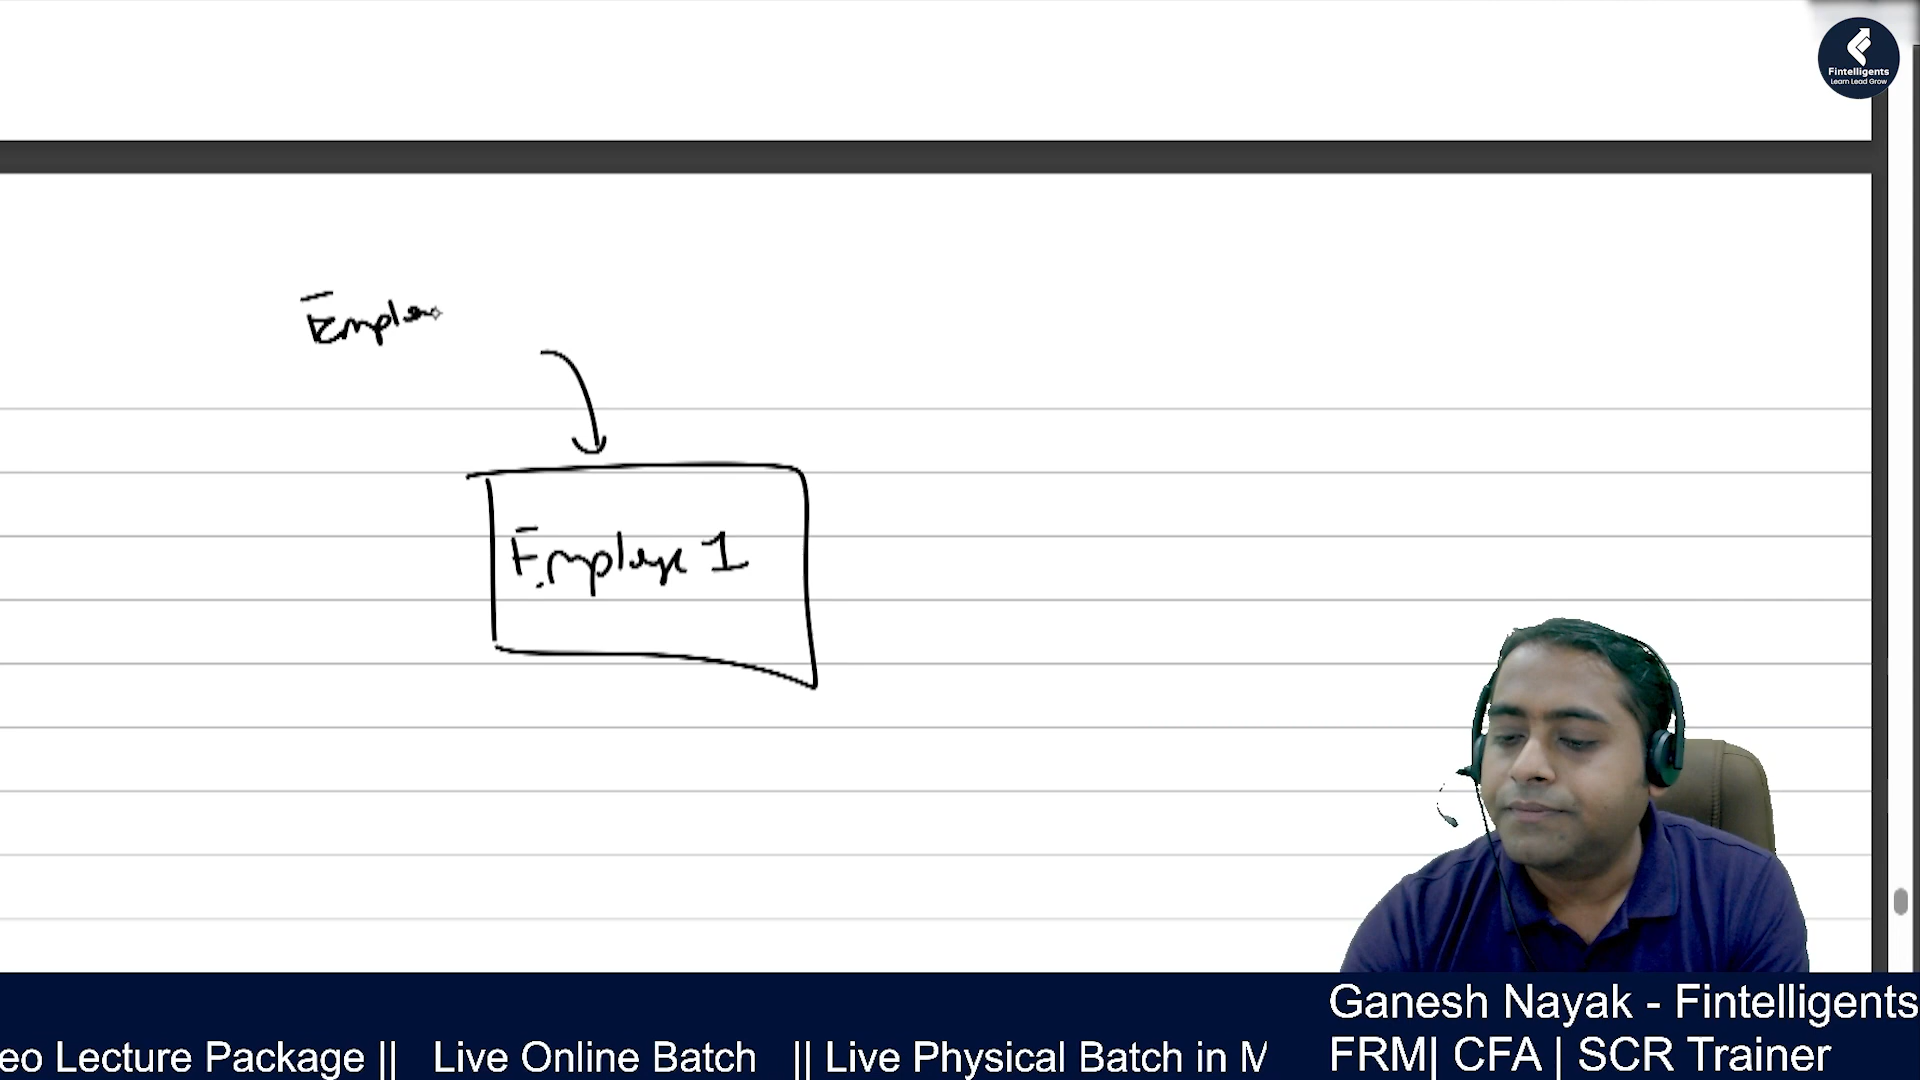 Fintelligents
Learn Lead Grow
Employee 1
Ganesh Nayak - Fintelligents
eo Lecture Package || Live Online Batch || Live Physical Batch in M
FRM| CFA | SCR Trainer